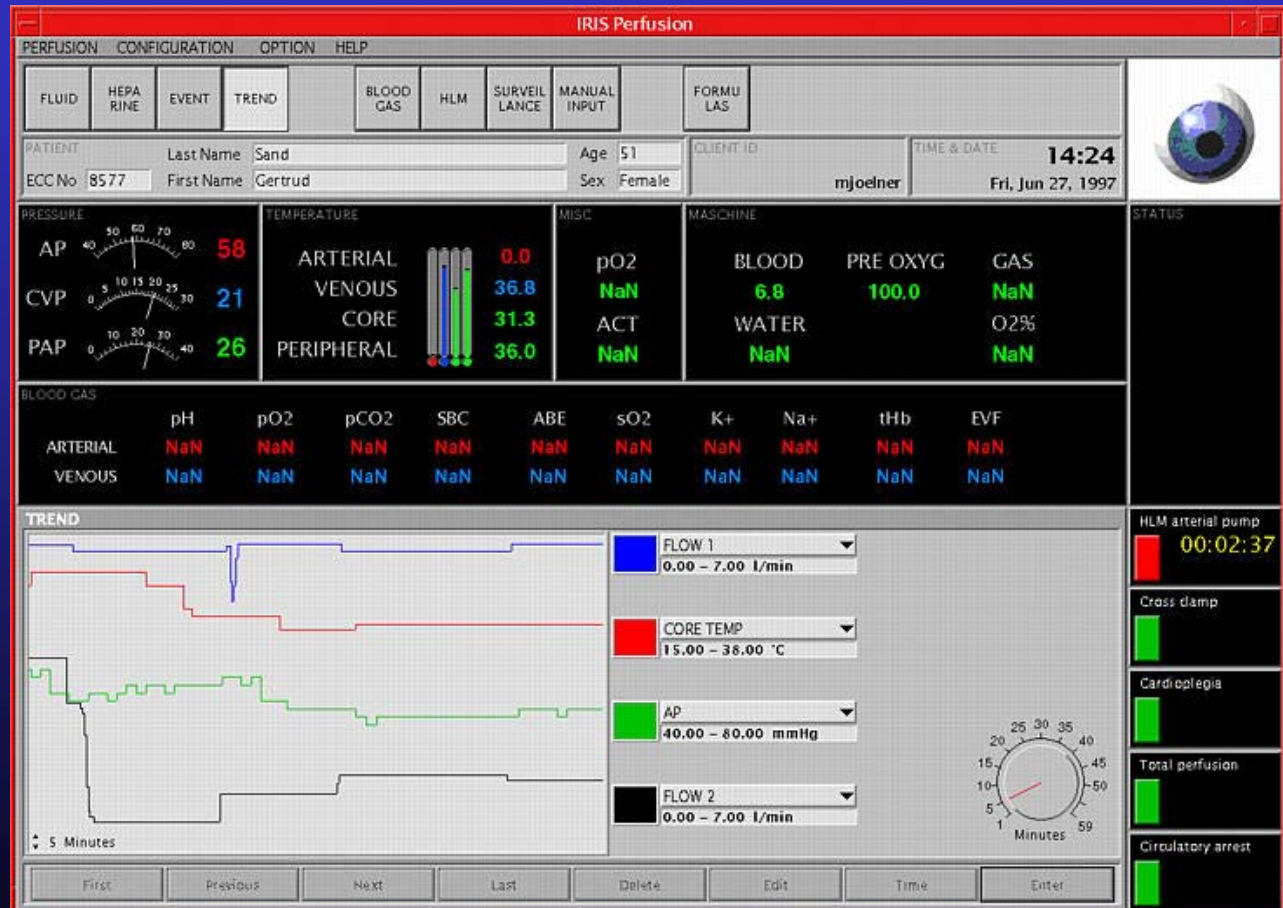 IRIS Perfusion
PERFUSION CONFIGURATION OPTION HELP
FLUID
HEPA
RINE
EVENT
TREND
BLOOD
GAS
HLM
SURVEIL
LANCE
MANUAL
INPUT
FORMU
LAS
PATIENT
Last Name Sand Age 51
ECC No 8577 First Name Gertrud Sex Female
CLIENT ID
mjoelner
TIME & DATE
14:24
Fri, Jun 27, 1997
PRESSURE
AP 40 50 60 70 80 58
CVP 0 5 10 15 20 25 30 21
PAP 0 10 20 30 40 26
TEMPERATURE
ARTERIAL 0.0
VENOUS 36.8
CORE 31.3
PERIPHERAL 36.0
MISC
pO2
NaN
ACT
NaN
MASCHINE
BLOOD PRE OXYG GAS
6.8 100.0 NaN
WATER O2%
NaN NaN
STATUS
BLOOD GAS
pH pO2 pCO2 SBC ABE sO2 K+ Na+ tHb EVF
ARTERIAL NaN NaN NaN NaN NaN NaN NaN NaN NaN NaN
VENOUS NaN NaN NaN NaN NaN NaN NaN NaN NaN NaN
TREND
5 Minutes
FLOW 1
0.00 – 7.00 l/min
CORE TEMP
15.00 – 38.00 °C
AP
40.00 – 80.00 mmHg
FLOW 2
0.00 – 7.00 l/min
1 5 10 15 20 25 30 35 40 45 50 59
Minutes
HLM arterial pump
00:02:37
Cross clamp
Cardioplegia
Total perfusion
Circulatory arrest
First Previous Next Last Delete Edit Time Enter